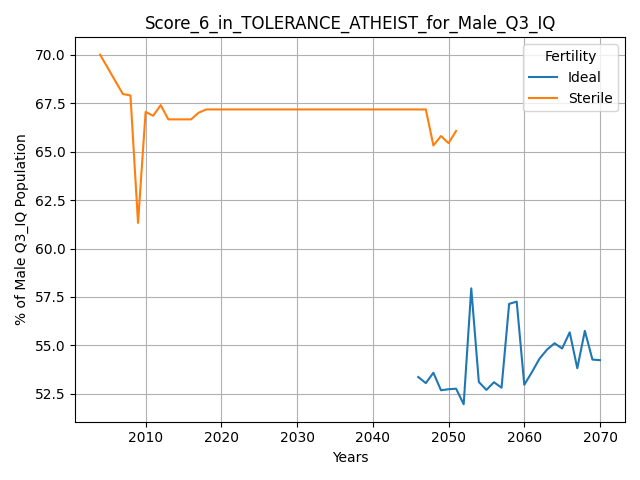 Score_6_in_TOLERANCE_ATHEIST_for_Male_Q3_IQ
Fertility
Ideal
Sterile
% of Male Q3_IQ Population
70.0
67.5
65.0
62.5
60.0
57.5
55.0
52.5
2010 2020 2030 2040 2050 2060 2070
Years